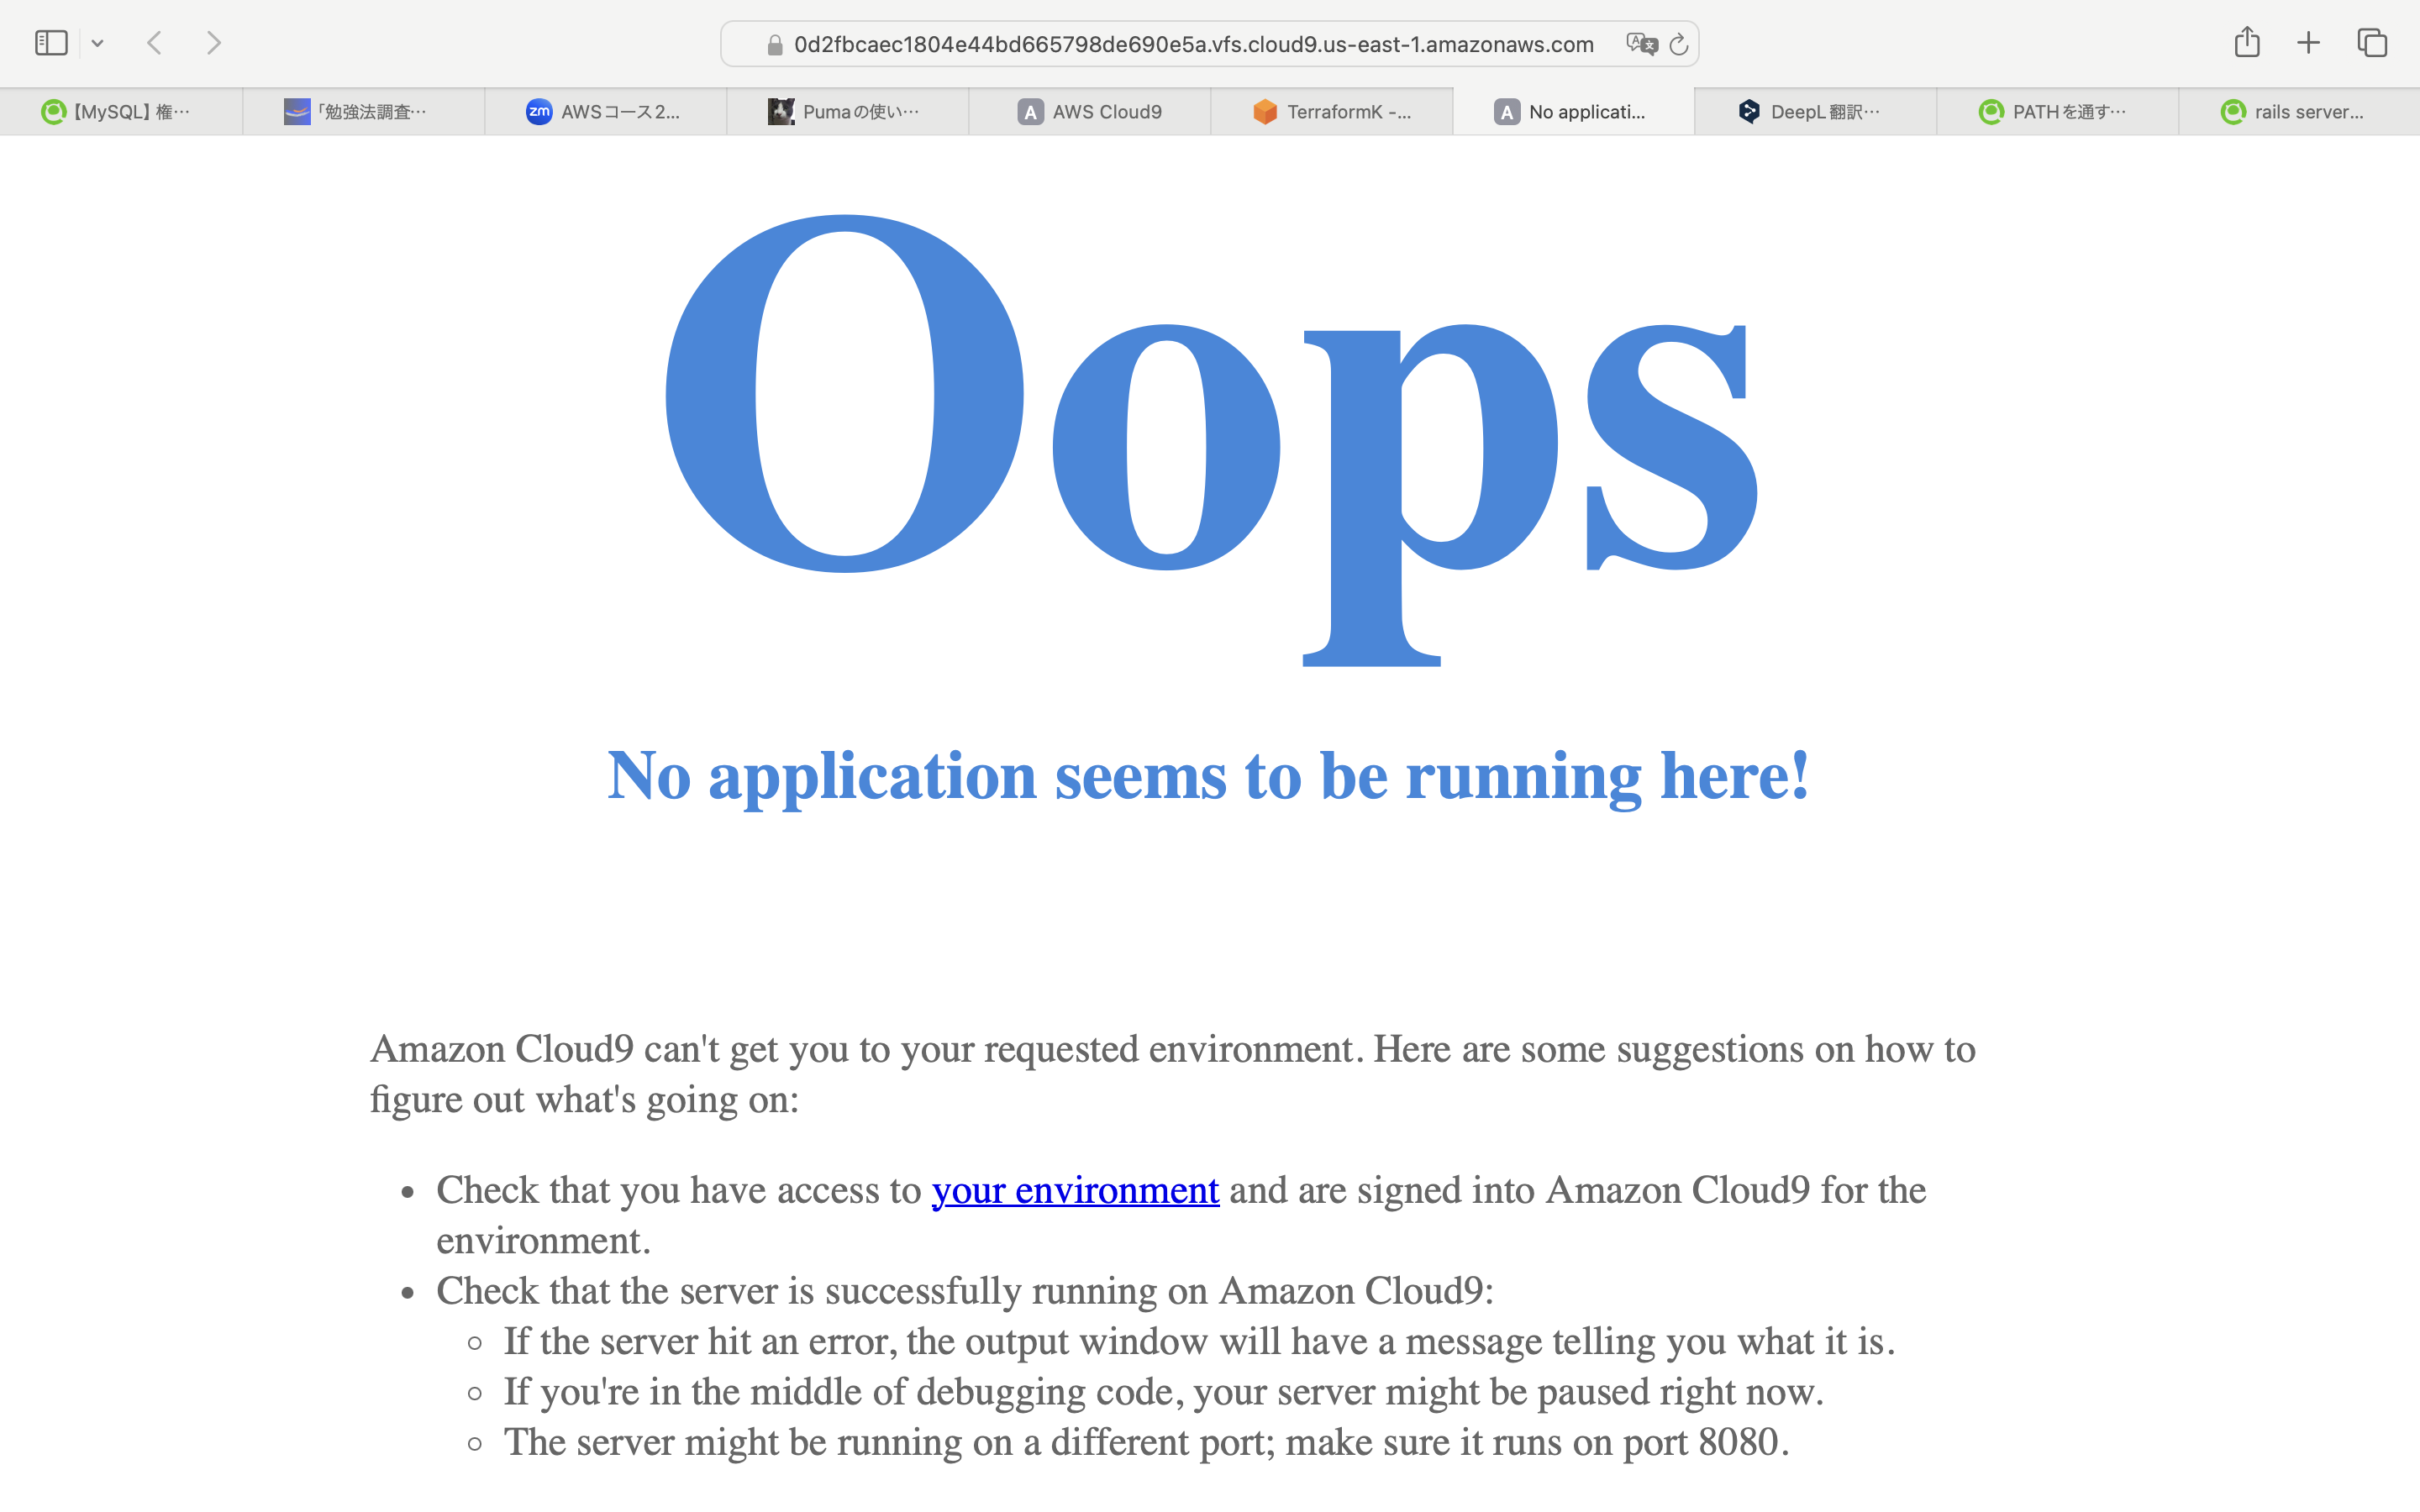 0d2fbcaec1804e44bd665798de690e5a.vfs.cloud9.us-east-1.amazonaws.com
【MySQL】権…
「勉強法調査…
zm AWSコース2...
Pumaの使い…
A AWS Cloud9
TerraformK -...
A No applicati...
DeepL翻訳…
PATHを通す…
rails server...
Oops
No application seems to be running here!
Amazon Cloud9 can't get you to your requested environment. Here are some suggestions on how to
figure out what's going on:
• Check that you have access to your environment and are signed into Amazon Cloud9 for the
environment.
• Check that the server is successfully running on Amazon Cloud9:
◦ If the server hit an error, the output window will have a message telling you what it is.
◦ If you're in the middle of debugging code, your server might be paused right now.
◦ The server might be running on a different port; make sure it runs on port 8080.